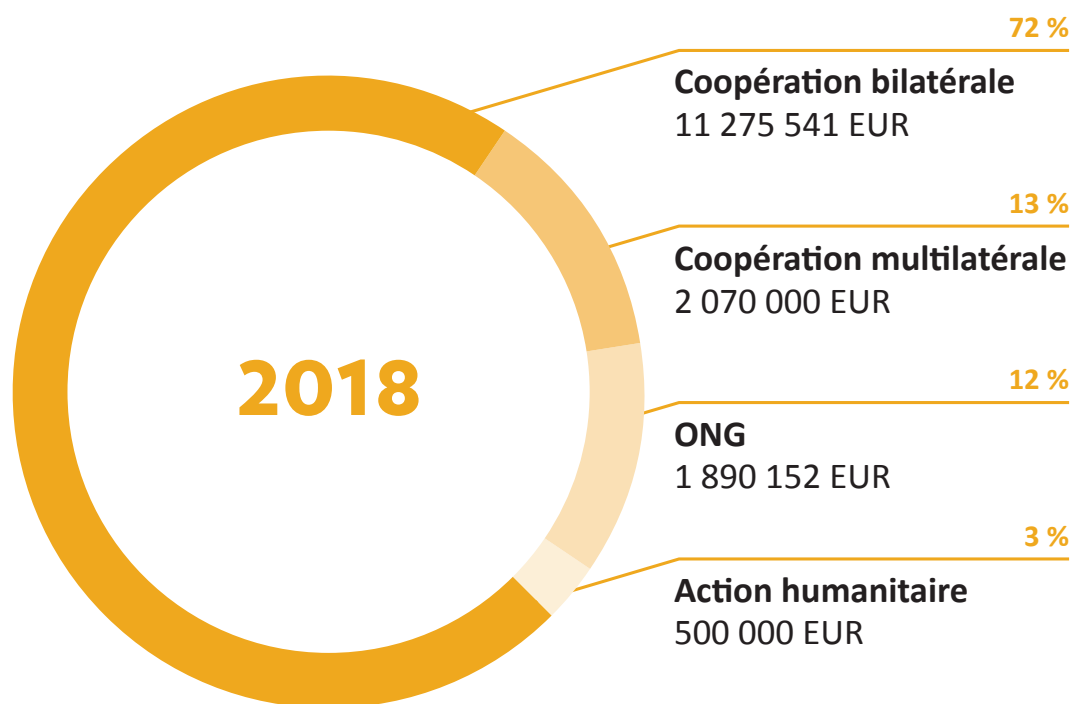 72 %
Coopération bilatérale
11 275 541 EUR
13 %
Coopération multilatérale
2 070 000 EUR
2018
12 %
ONG
1 890 152 EUR
3 %
Action humanitaire
500 000 EUR